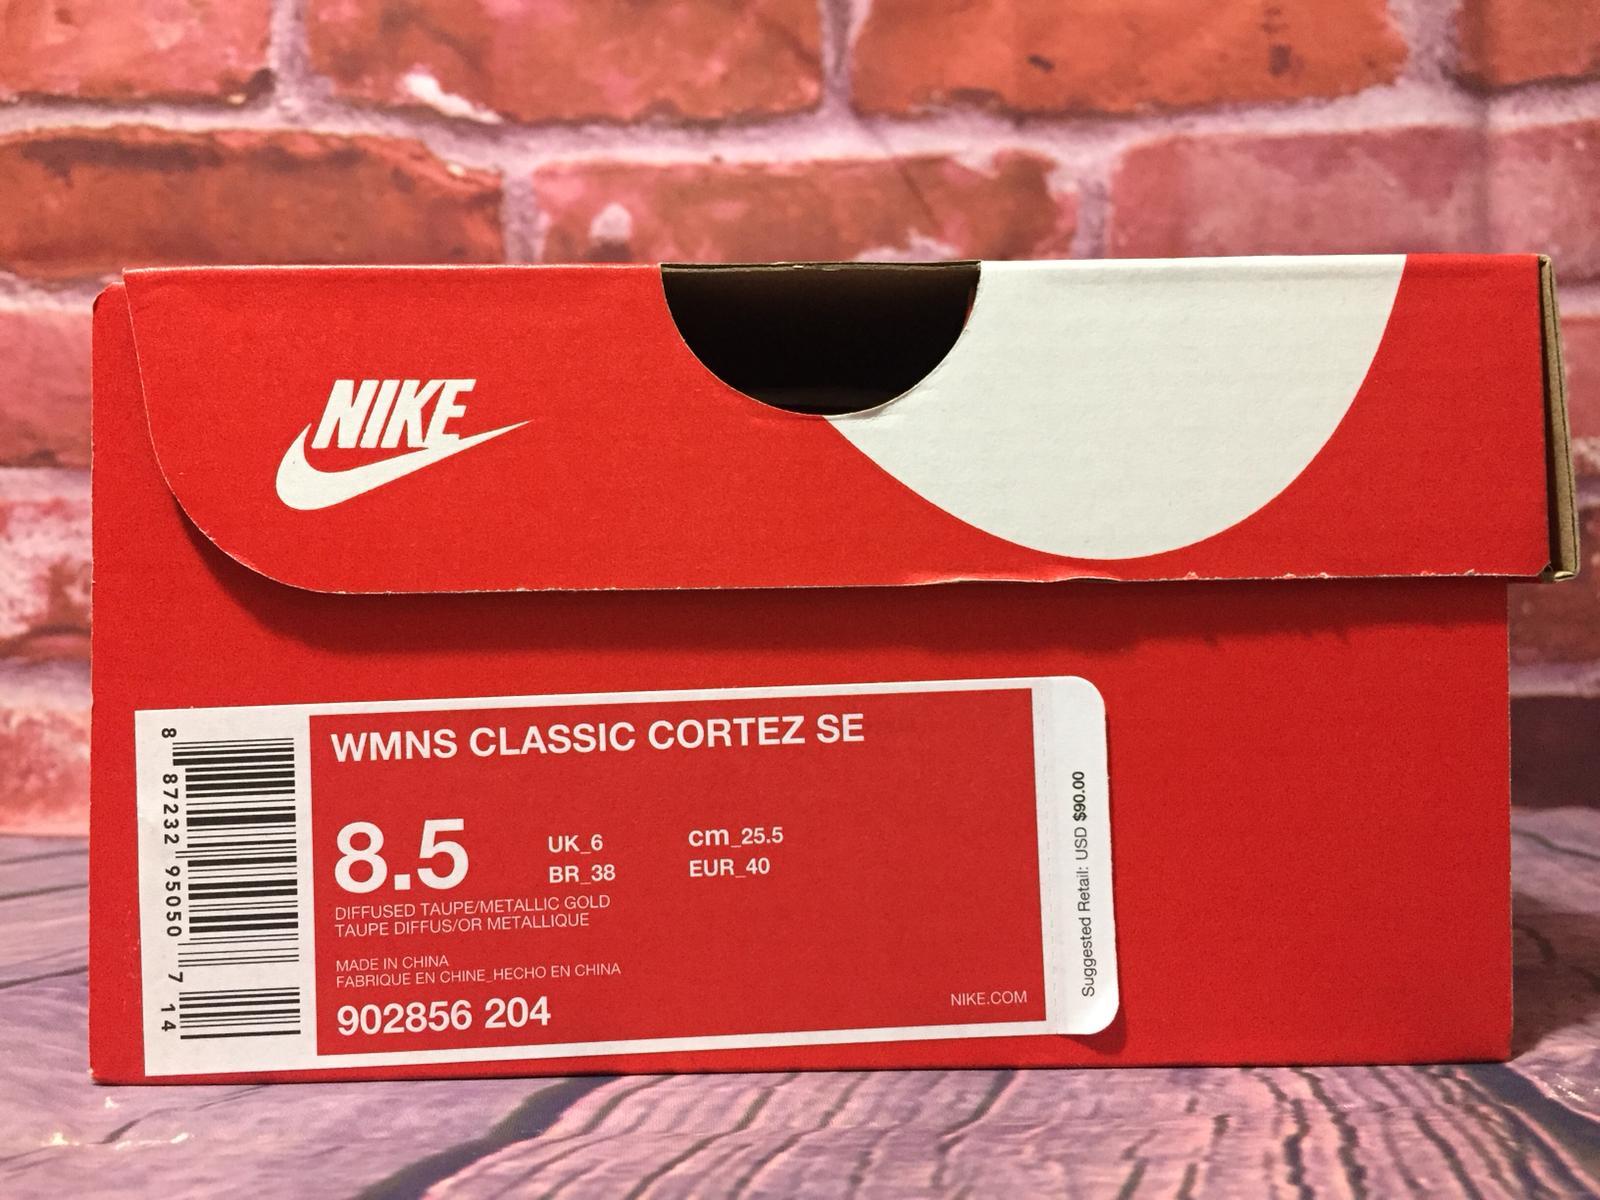 NIKE
WMNS CLASSIC CORTEZ SE
8.5
UK_6
cm_25.5
BR_38
EUR_40
DIFFUSED TAUPE/METALLIC GOLD
TAUPE DIFFUS/OR METALLIQUE
MADE IN CHINA
FABRIQUE EN CHINE_HECHO EN CHINA
902856 204
NIKE.COM
8 87232 95050 7 14
Suggested Retail: USD $90.00